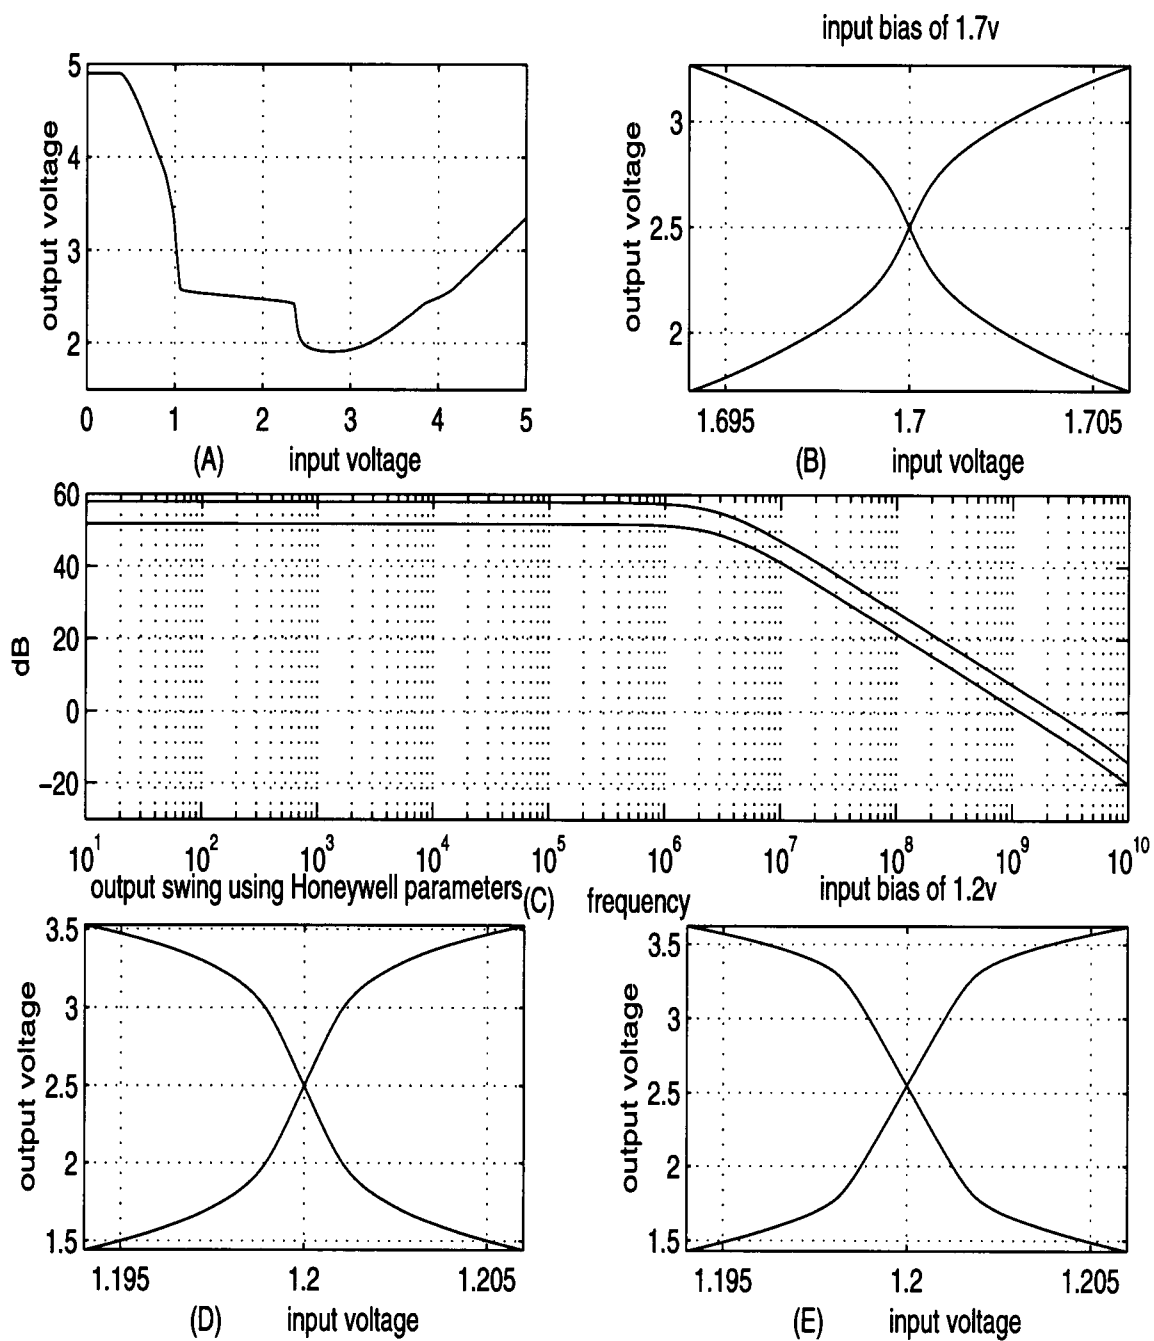 input bias of 1.7v
5
4
3
2
output voltage
0 1 2 3 4 5
(A) input voltage
3
2.5
2
output voltage
1.695 1.7 1.705
(B) input voltage
60
40
20
0
−20
dB
10^1 10^2 10^3 10^4 10^5 10^6 10^7 10^8 10^9 10^10
(C) frequency
output swing using Honeywell parameters
3.5
3
2.5
2
1.5
output voltage
1.195 1.2 1.205
(D) input voltage
input bias of 1.2v
3.5
3
2.5
2
1.5
output voltage
1.195 1.2 1.205
(E) input voltage